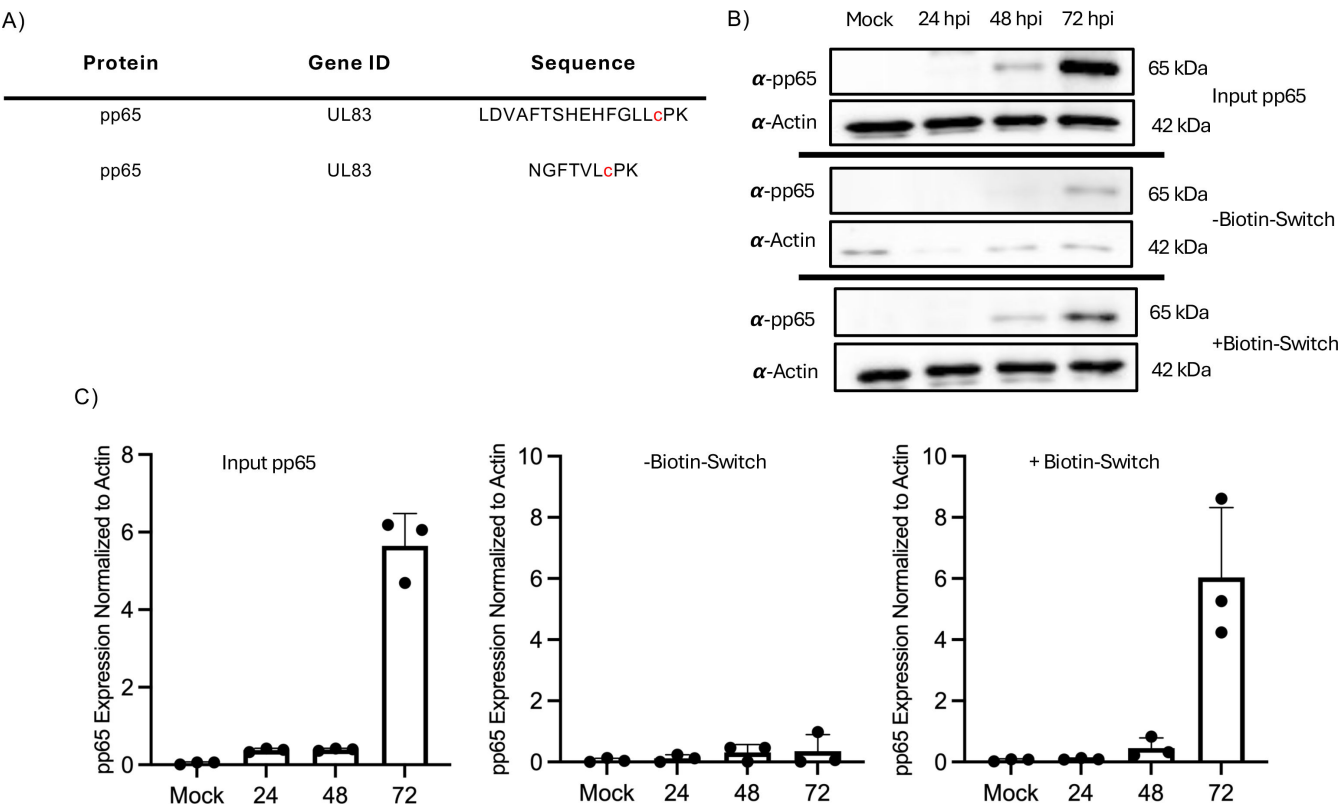 A)
Protein Gene ID Sequence
pp65 UL83 LDVAFTSHEHFGLLcPK
pp65 UL83 NGFTVLcPK
B)
Mock 24 hpi 48 hpi 72 hpi
α-pp65 65 kDa
Input pp65
α-Actin 42 kDa
α-pp65 65 kDa
-Biotin-Switch
α-Actin 42 kDa
α-pp65 65 kDa
+Biotin-Switch
α-Actin 42 kDa
C)
pp65 Expression Normalized to Actin
Input pp65
8
6
4
2
0
Mock 24 48 72
pp65 Expression Normalized to Actin
-Biotin-Switch
10
8
6
4
2
0
Mock 24 48 72
pp65 Expression Normalized to Actin
+ Biotin-Switch
10
8
6
4
2
0
Mock 24 48 72